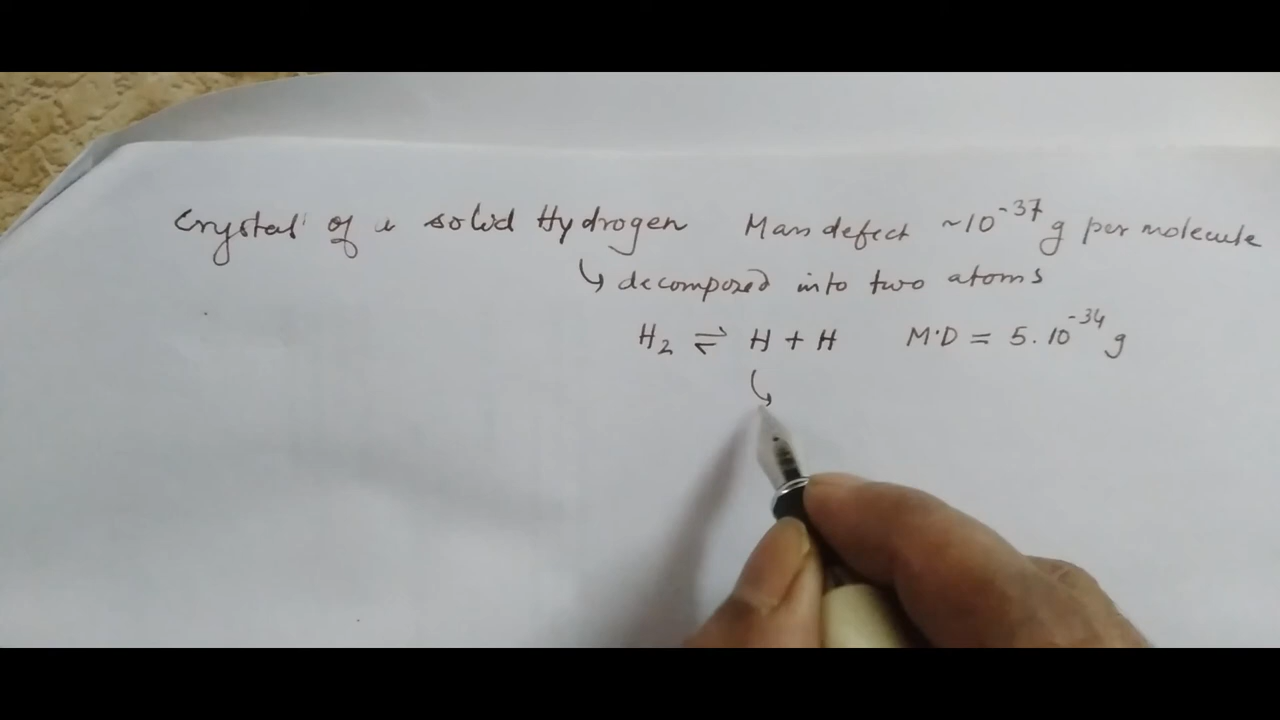 Crystal of a solid Hydrogen Mass defect ~10⁻³⁷ g per molecule
↳ decomposed into two atoms
H₂ ⇌ H + H M.D = 5.10⁻³⁴ g